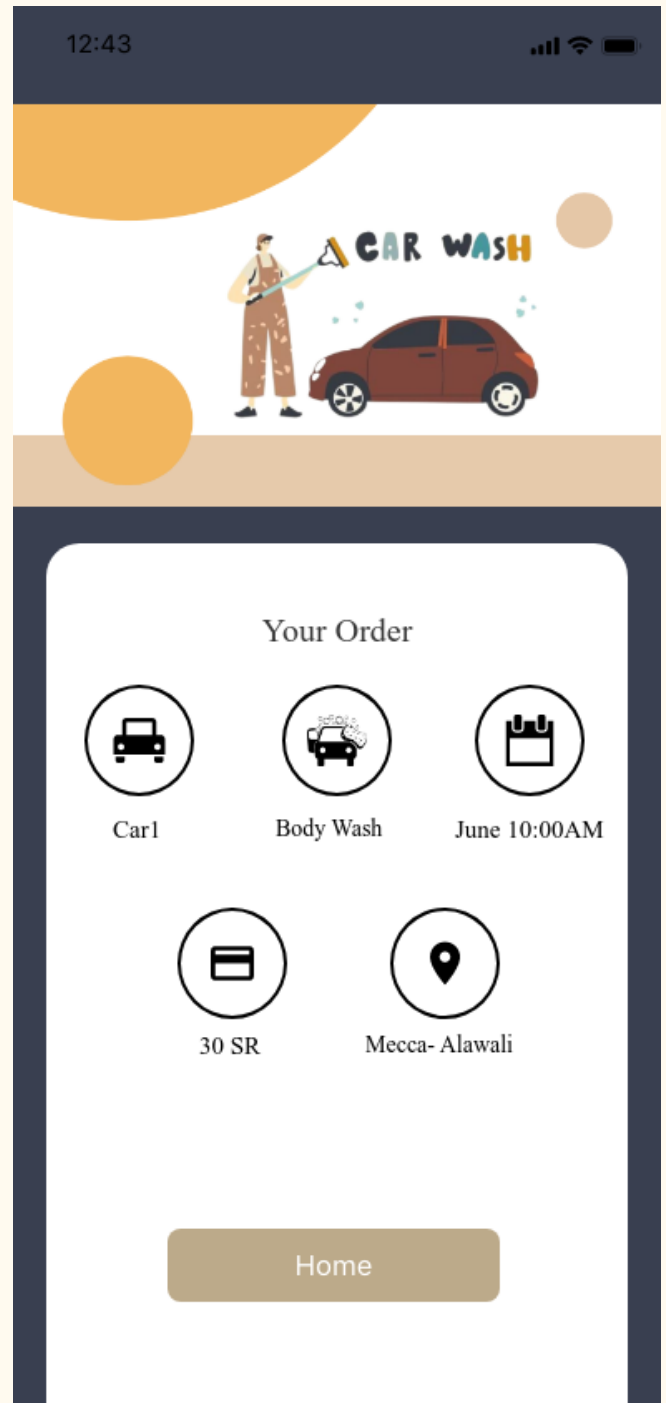 12:43
CAR WASH
Your Order
Car1
Body Wash
June 10:00AM
30 SR
Mecca- Alawali
Home